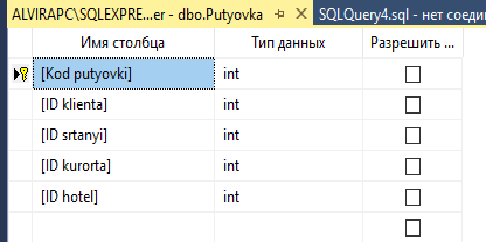 ALVIRAPC\SQLEXPRE...er - dbo.Putyovka SQLQuery4.sql - нет соеди
Имя столбца Тип данных Разрешить ...
[Kod putyovki] int
[ID klienta] int
[ID srtanyi] int
[ID kurorta] int
[ID hotel] int